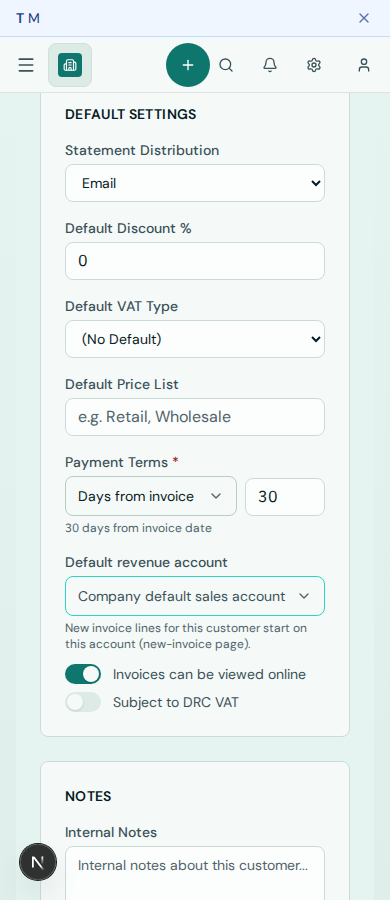 T M
DEFAULT SETTINGS
Statement Distribution
Email
Default Discount %
0
Default VAT Type
(No Default)
Default Price List
e.g. Retail, Wholesale
Payment Terms *
Days from invoice
30
30 days from invoice date
Default revenue account
Company default sales account
New invoice lines for this customer start on
this account (new-invoice page).
Invoices can be viewed online
Subject to DRC VAT
NOTES
Internal Notes
Internal notes about this customer...
N